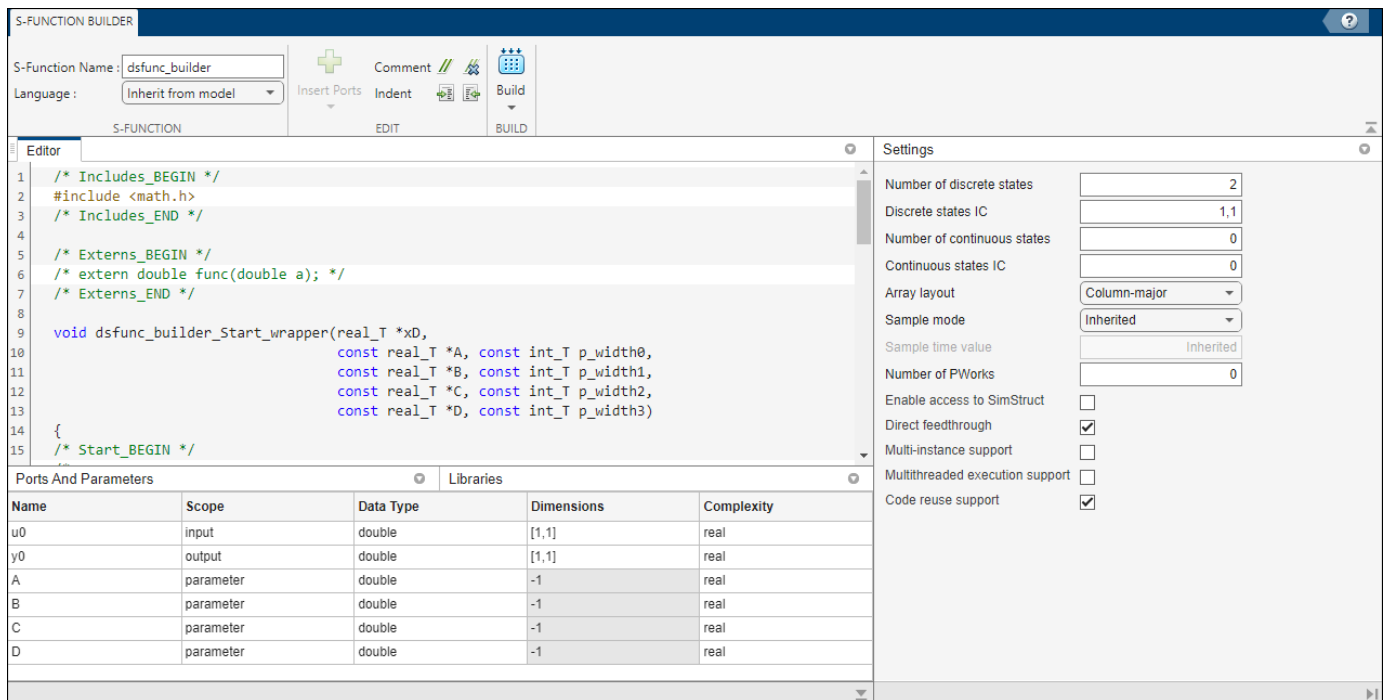 S-FUNCTION BUILDER
?
S-Function Name : dsfunc_builder
Language : Inherit from model
S-FUNCTION
Insert Ports
Comment
Indent
EDIT
Build
BUILD
Editor
1 /* Includes_BEGIN */
2 #include <math.h>
3 /* Includes_END */
4
5 /* Externs_BEGIN */
6 /* extern double func(double a); */
7 /* Externs_END */
8
9 void dsfunc_builder_Start_wrapper(real_T *xD,
10 const real_T *A, const int_T p_width0,
11 const real_T *B, const int_T p_width1,
12 const real_T *C, const int_T p_width2,
13 const real_T *D, const int_T p_width3)
14 {
15 /* Start_BEGIN */
Settings
Number of discrete states 2
Discrete states IC 1,1
Number of continuous states 0
Continuous states IC 0
Array layout Column-major
Sample mode Inherited
Sample time value Inherited
Number of PWorks 0
Enable access to SimStruct
Direct feedthrough
Multi-instance support
Multithreaded execution support
Code reuse support
Ports And Parameters
Libraries
Name Scope Data Type Dimensions Complexity
u0 input double [1,1] real
y0 output double [1,1] real
A parameter double -1 real
B parameter double -1 real
C parameter double -1 real
D parameter double -1 real